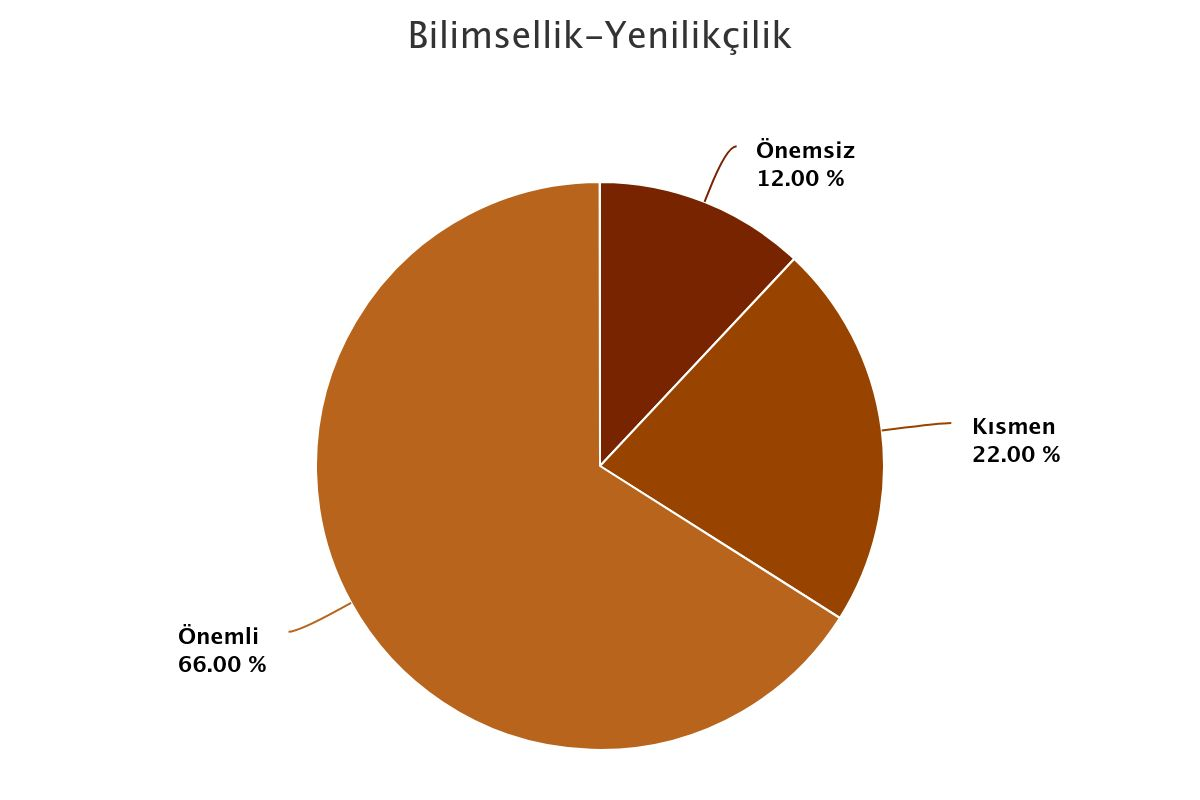 Bilimsellik-Yenilikçilik
Önemsiz
12.00 %
Kısmen
22.00 %
Önemli
66.00 %